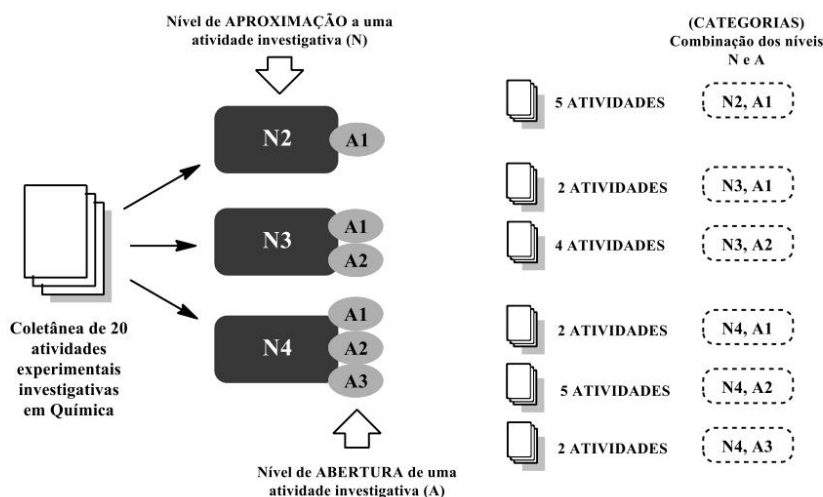 Nível de APROXIMAÇÃO a uma
atividade investigativa (N)
N2
A1
N3
A1
A2
N4
A1
A2
A3
Coletânea de 20
atividades
experimentais
investigativas
em Química
Nível de ABERTURA de uma
atividade investigativa (A)
(CATEGORIAS)
Combinação dos níveis
N e A
5 ATIVIDADES
N2, A1
2 ATIVIDADES
N3, A1
4 ATIVIDADES
N3, A2
2 ATIVIDADES
N4, A1
5 ATIVIDADES
N4, A2
2 ATIVIDADES
N4, A3